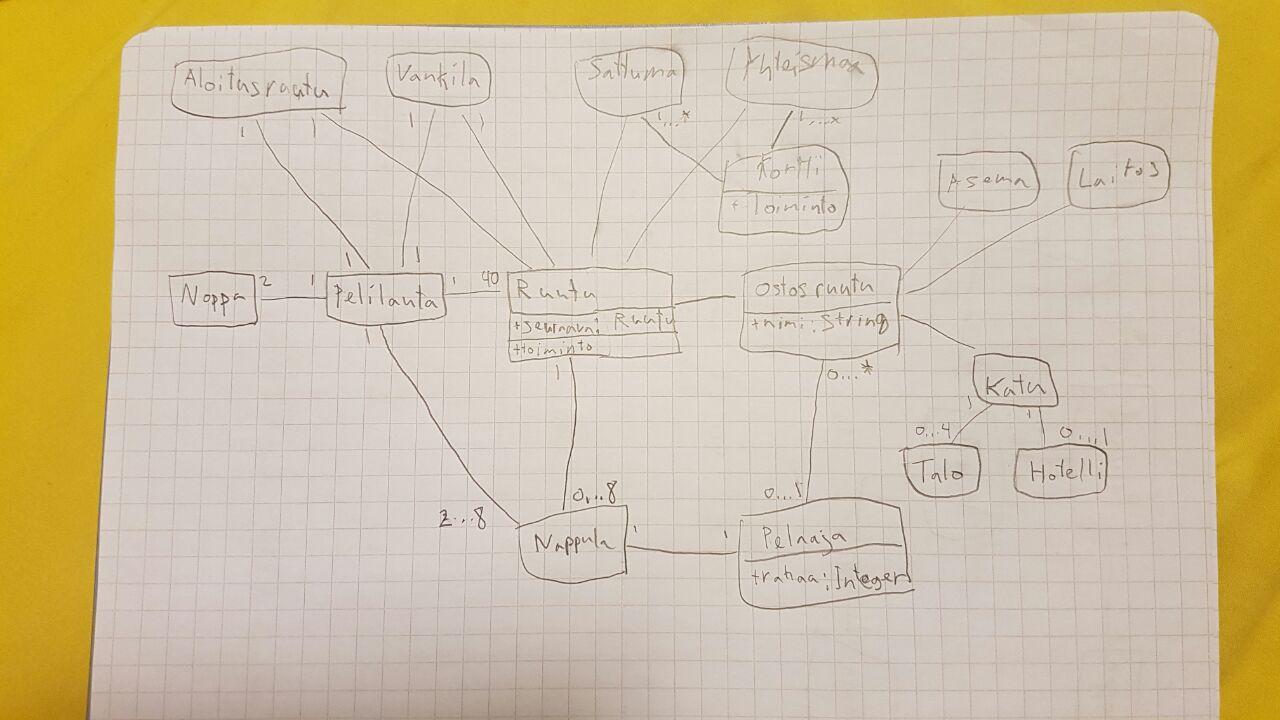 Aloitusruutu
Vankila
Sattuma
1
1
1
1
1...*
1...*
Kortti
+ Toiminto
Asema
Laitos
Noppa
2
1
1
1
Pelilauta
1
1
40
Ruutu
+seuraava: Ruutu
+toiminto
1
Ostosruutu
+nimi: String
0...*
Katu
1
1
0...4
0...1
Talo
Hotelli
2...8
0...8
0...1
Nappula
1
1
Pelaaja
+rahaa: Integer